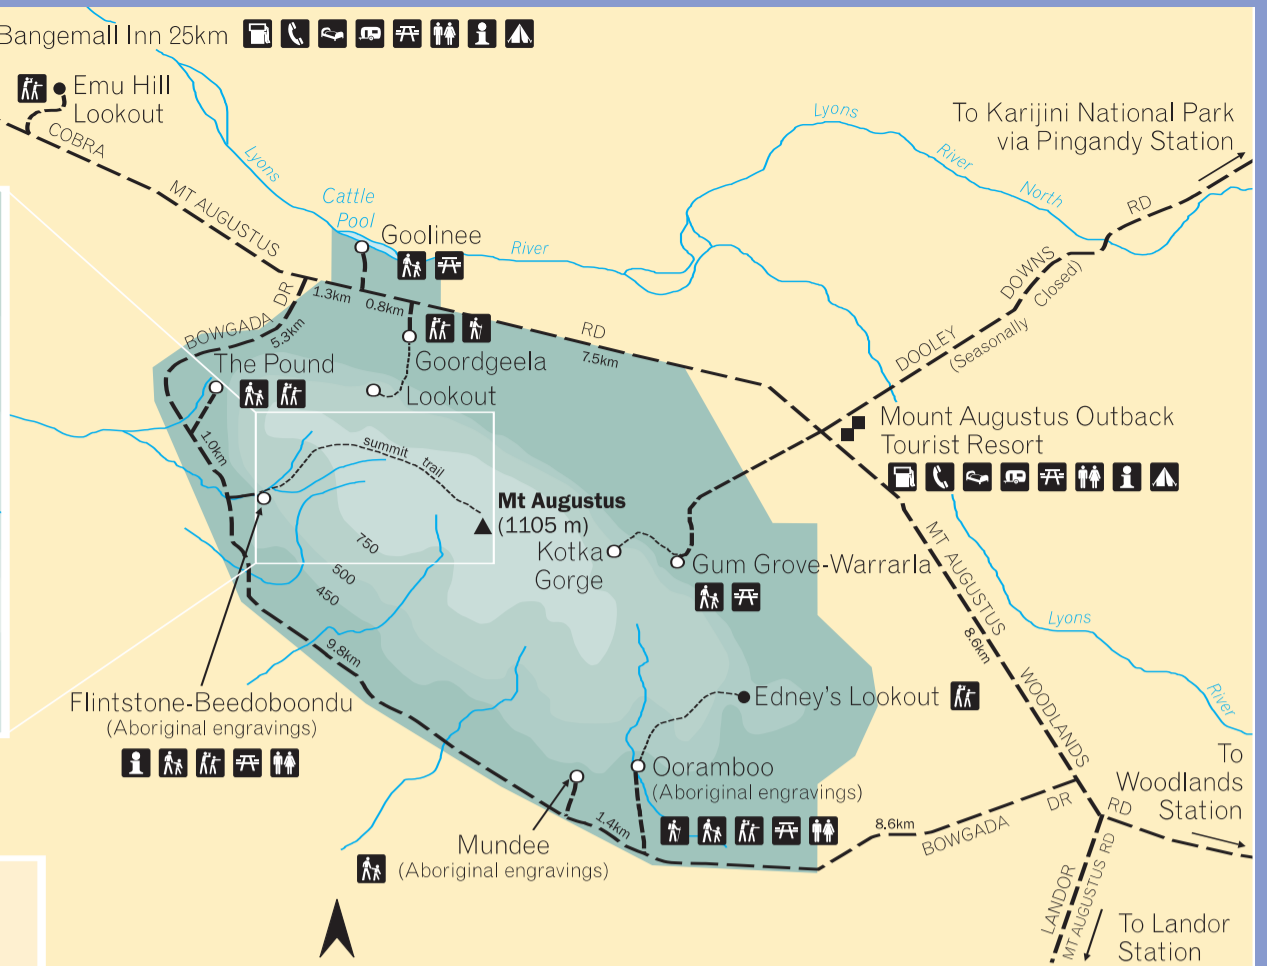 Bangemall Inn 25km
Emu Hill
Lookout
COBRA
MT AUGUSTUS
RD
Lyons
Cattle
Pool
Goolinee
River
Lyons
River
North
To Karijini National Park
via Pingandy Station
RD
DOWNS
DOOLEY
(Seasonally
Closed)
BOWGADA
DR
5.3km
1.3km
0.8km
7.5km
The Pound
Goordgeela
Lookout
1.0km
summit
trail
Mt Augustus
(1105 m)
750
500
450
Kotka
Gorge
Gum Grove-Warrarla
Mount Augustus Outback
Tourist Resort
MT AUGUSTUS
8.6km
WOODLANDS
RD
Lyons
River
9.8km
Flintstone-Beedoboondu
(Aboriginal engravings)
Edney's Lookout
Ooramboo
(Aboriginal engravings)
1.4km
Mundee
(Aboriginal engravings)
8.6km
BOWGADA
DR
To
Woodlands
Station
LANDOR
MT AUGUSTUS RD
To Landor
Station